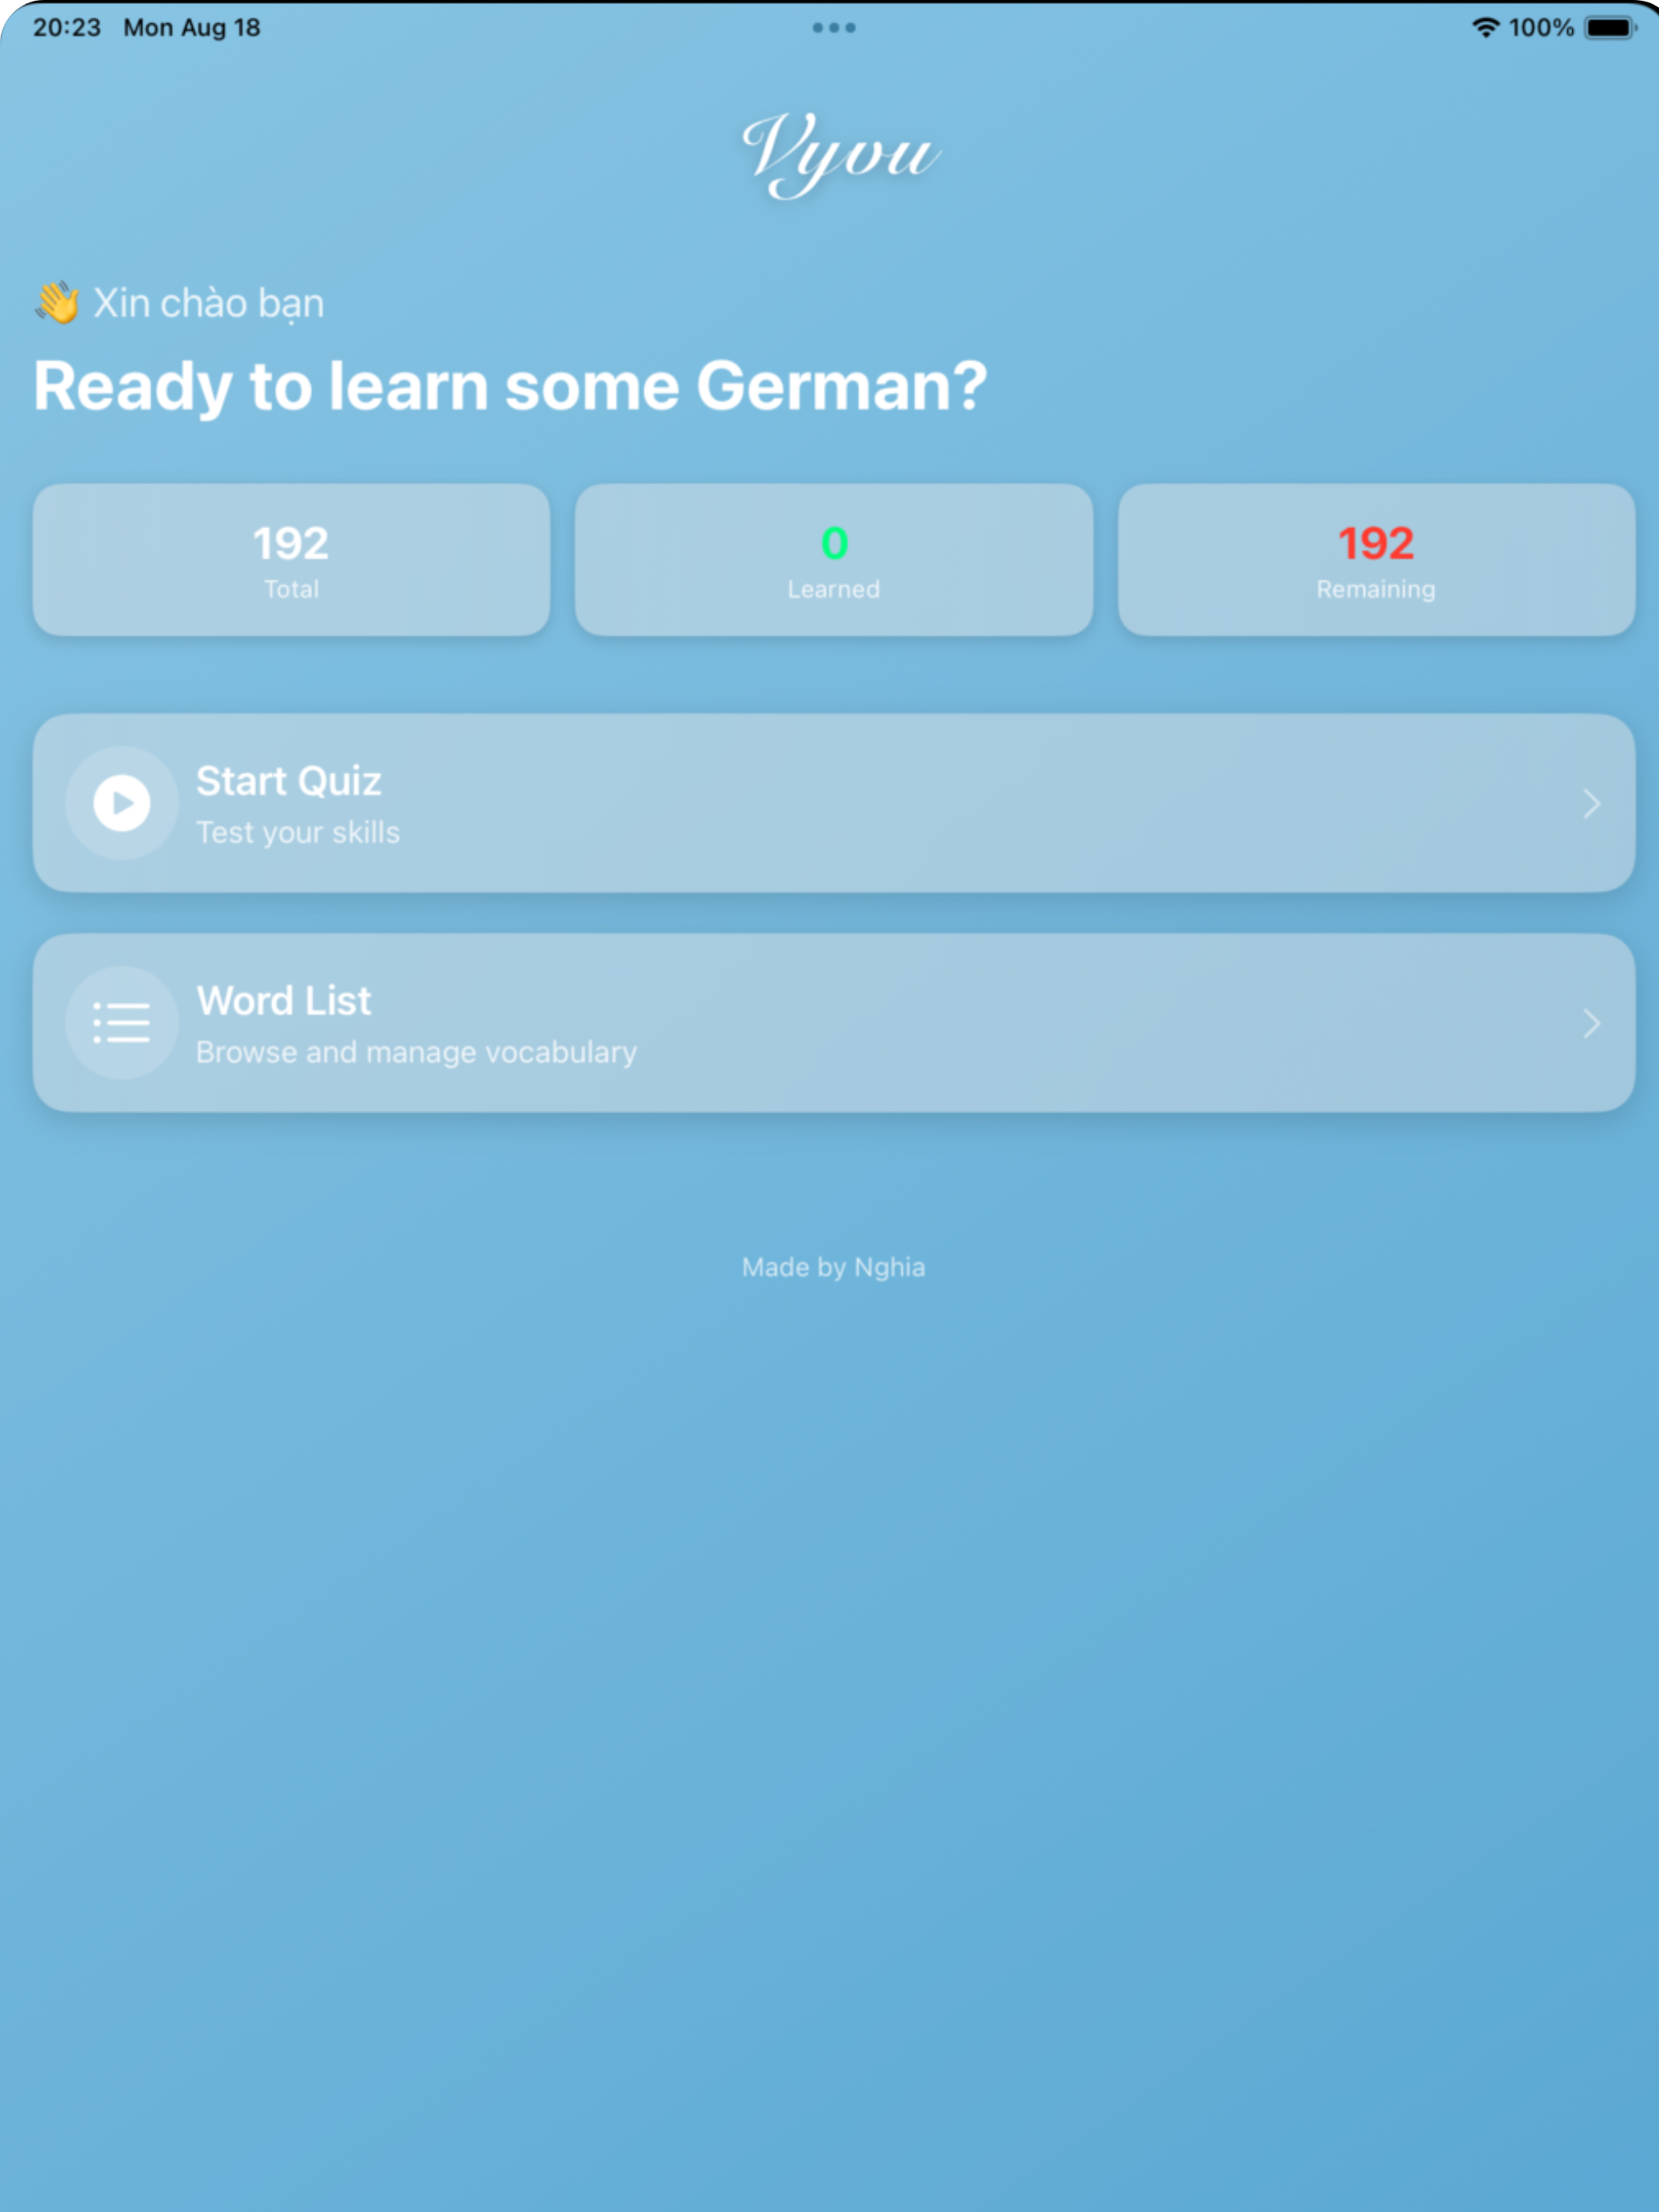 20:23 Mon Aug 18 100%
Vyvu
👋 Xin chào bạn
Ready to learn some German?
192 0 192
Total Learned Remaining
Start Quiz
Test your skills
Word List
Browse and manage vocabulary
Made by Nghia